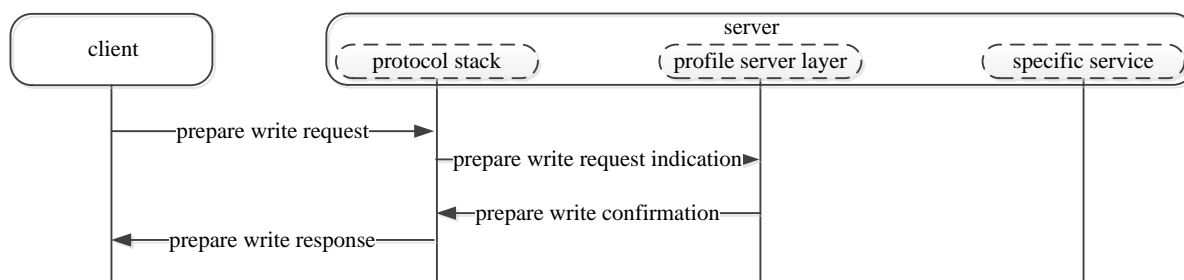 client
server
protocol stack
profile server layer
specific service
prepare write request
prepare write request indication
prepare write confirmation
prepare write response